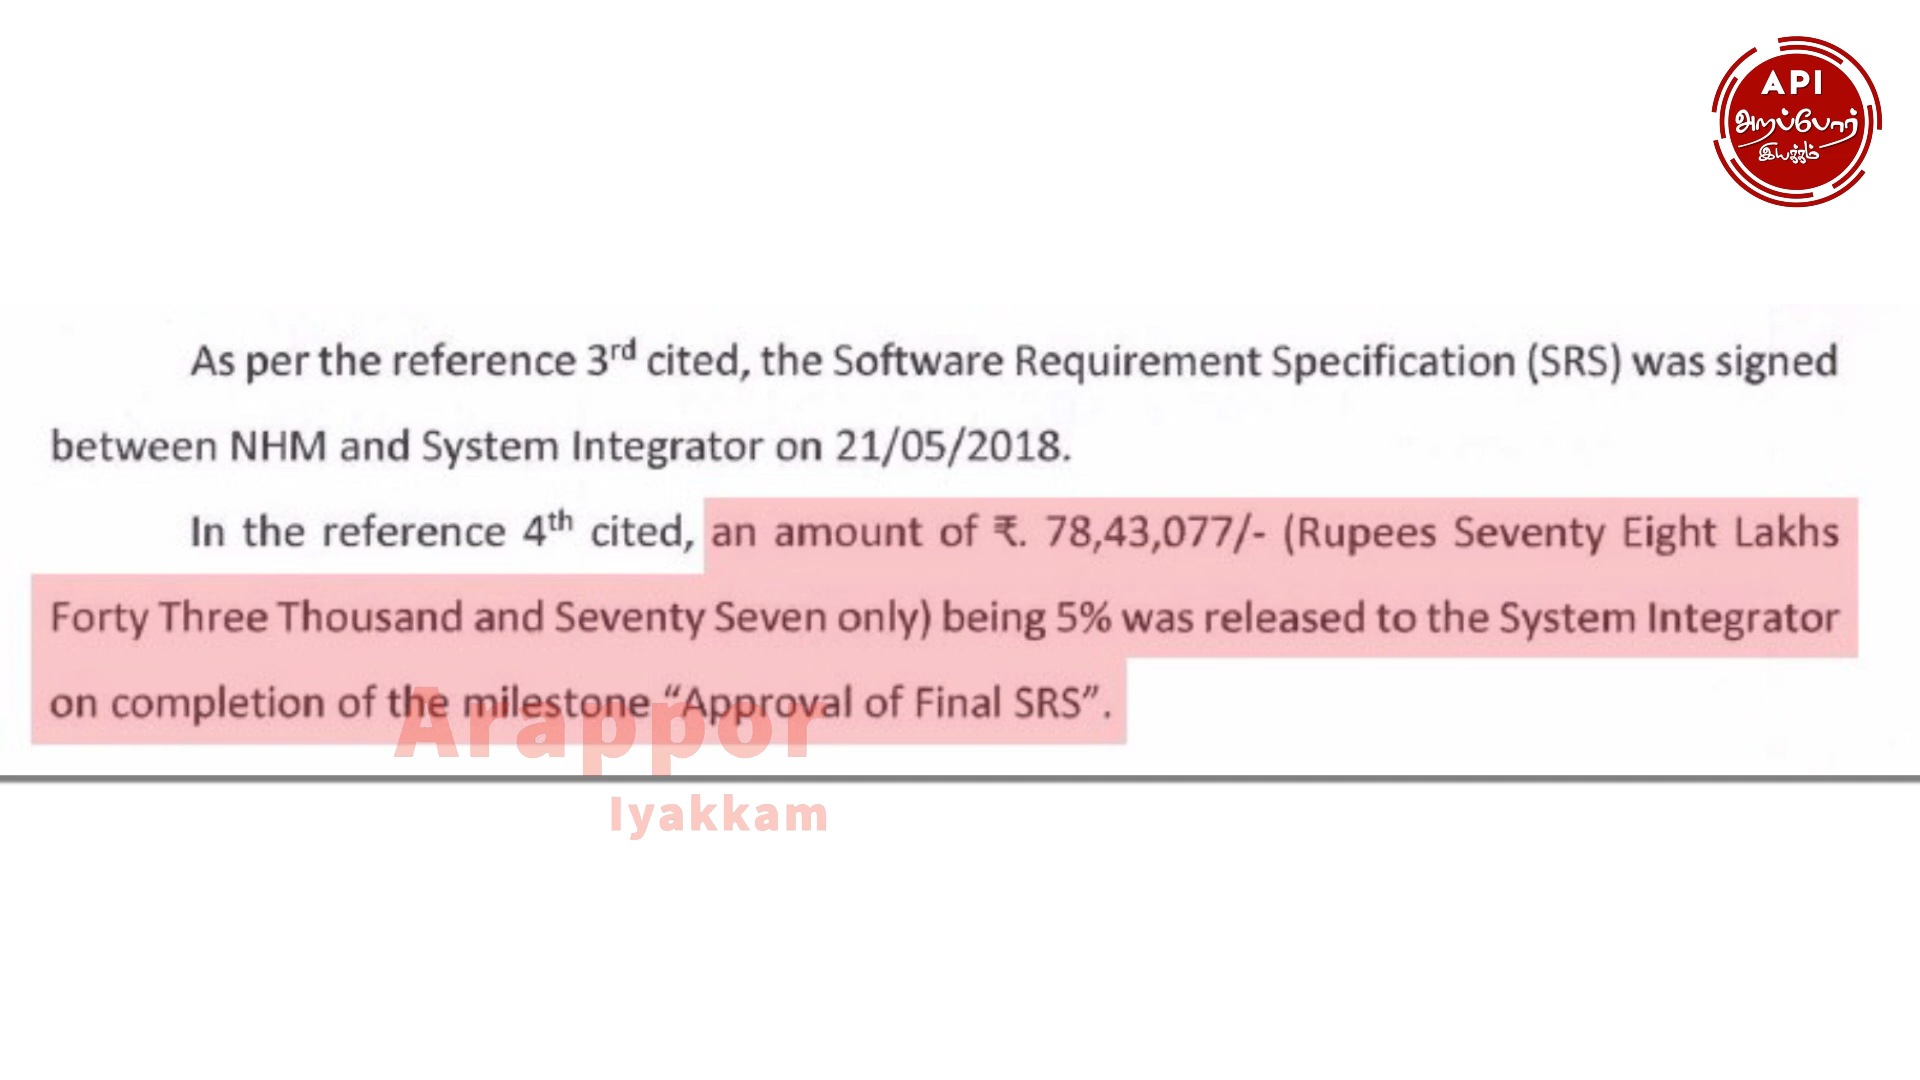 API
அறப்போர்
இயக்கம்
As per the reference 3rd cited, the Software Requirement Specification (SRS) was signed
between NHM and System Integrator on 21/05/2018.
In the reference 4th cited, an amount of ₹. 78,43,077/- (Rupees Seventy Eight Lakhs
Forty Three Thousand and Seventy Seven only) being 5% was released to the System Integrator
on completion of the milestone “Approval of Final SRS”.
Arappor
Iyakkam